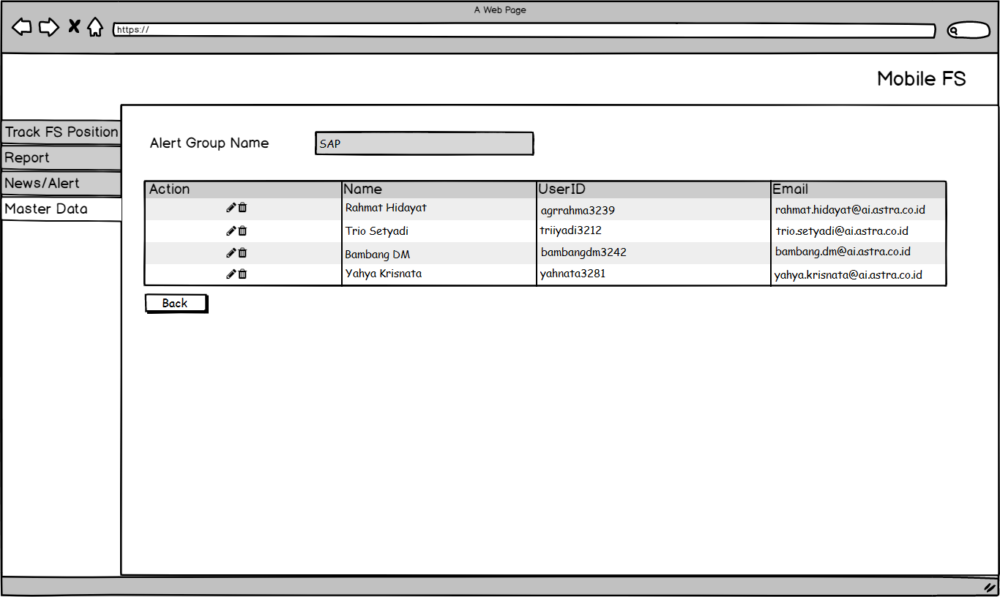 A Web Page
https://
Mobile FS
Track FS Position
Report
News/Alert
Master Data
Alert Group Name SAP
Action Name UserID Email
Rahmat Hidayat agrrahma3239 rahmat.hidayat@ai.astra.co.id
Trio Setyadi triiyadi3212 trio.setyadi@ai.astra.co.id
Bambang DM bambangdm3242 bambang.dm@ai.astra.co.id
Yahya Krisnata yahnata3281 yahya.krisnata@ai.astra.co.id
Back